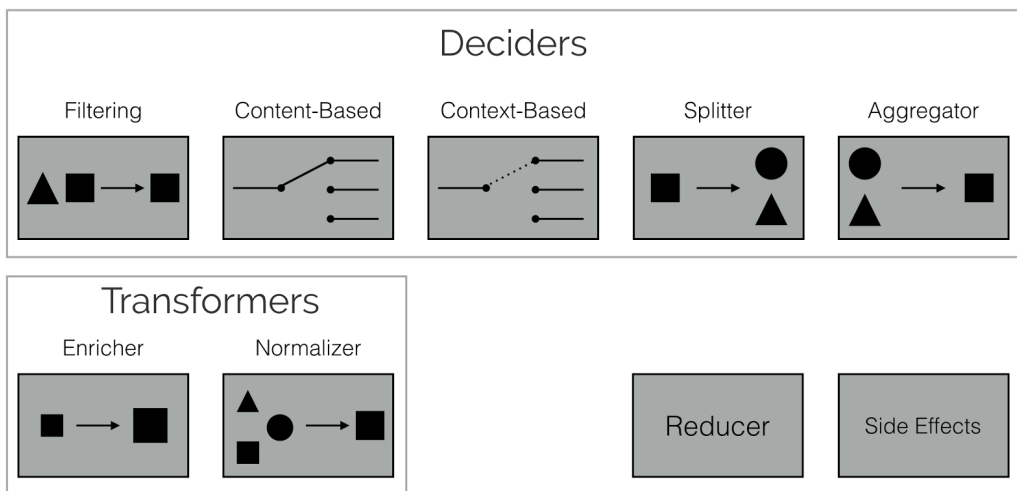 Deciders
Filtering
Content-Based
Context-Based
Splitter
Aggregator
Transformers
Enricher
Normalizer
Reducer
Side Effects